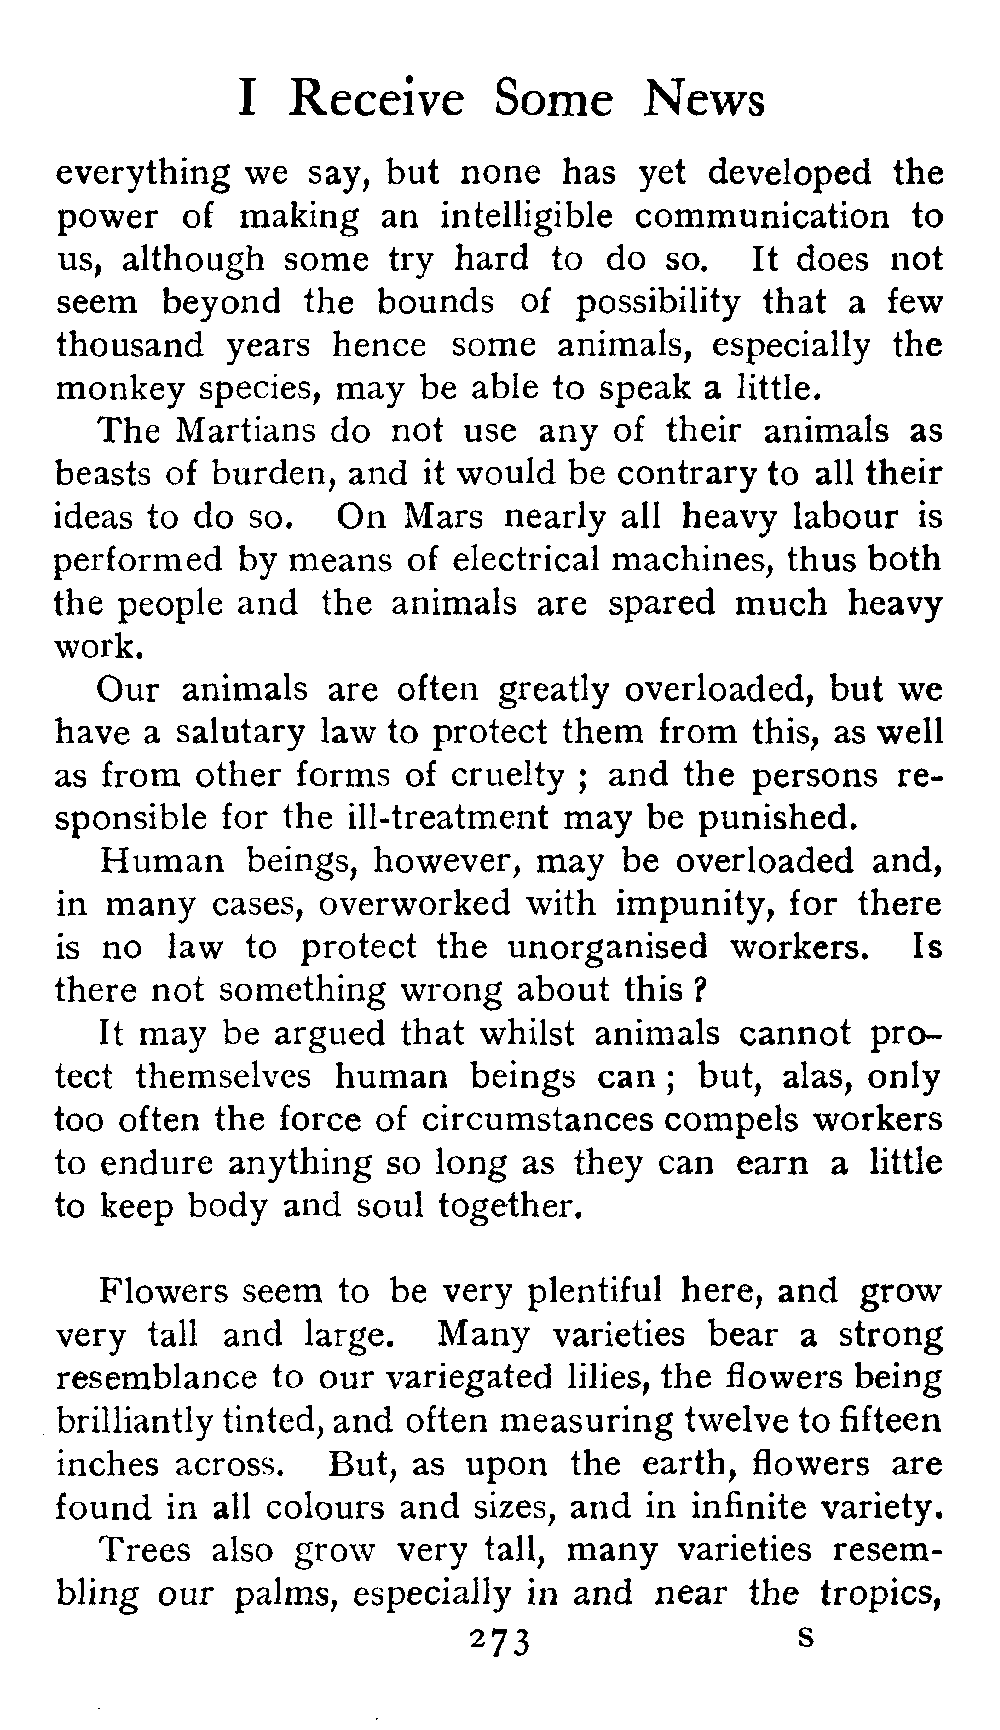 I Receive Some News
everything we say, but none has yet developed the
power of making an intelligible communication to
us, although some try hard to do so. It does not
seem beyond the bounds of possibility that a few
thousand years hence some animals, especially the
monkey species, may be able to speak a little.
The Martians do not use any of their animals as
beasts of burden, and it would be contrary to all their
ideas to do so. On Mars nearly all heavy labour is
performed by means of electrical machines, thus both
the people and the animals are spared much heavy
work.
Our animals are often greatly overloaded, but we
have a salutary law to protect them from this, as well
as from other forms of cruelty ; and the persons re-
sponsible for the ill-treatment may be punished.
Human beings, however, may be overloaded and,
in many cases, overworked with impunity, for there
is no law to protect the unorganised workers. Is
there not something wrong about this ?
It may be argued that whilst animals cannot pro-
tect themselves human beings can ; but, alas, only
too often the force of circumstances compels workers
to endure anything so long as they can earn a little
to keep body and soul together.
Flowers seem to be very plentiful here, and grow
very tall and large. Many varieties bear a strong
resemblance to our variegated lilies, the flowers being
brilliantly tinted, and often measuring twelve to fifteen
inches across. But, as upon the earth, flowers are
found in all colours and sizes, and in infinite variety.
Trees also grow very tall, many varieties resem-
bling our palms, especially in and near the tropics,
273 S